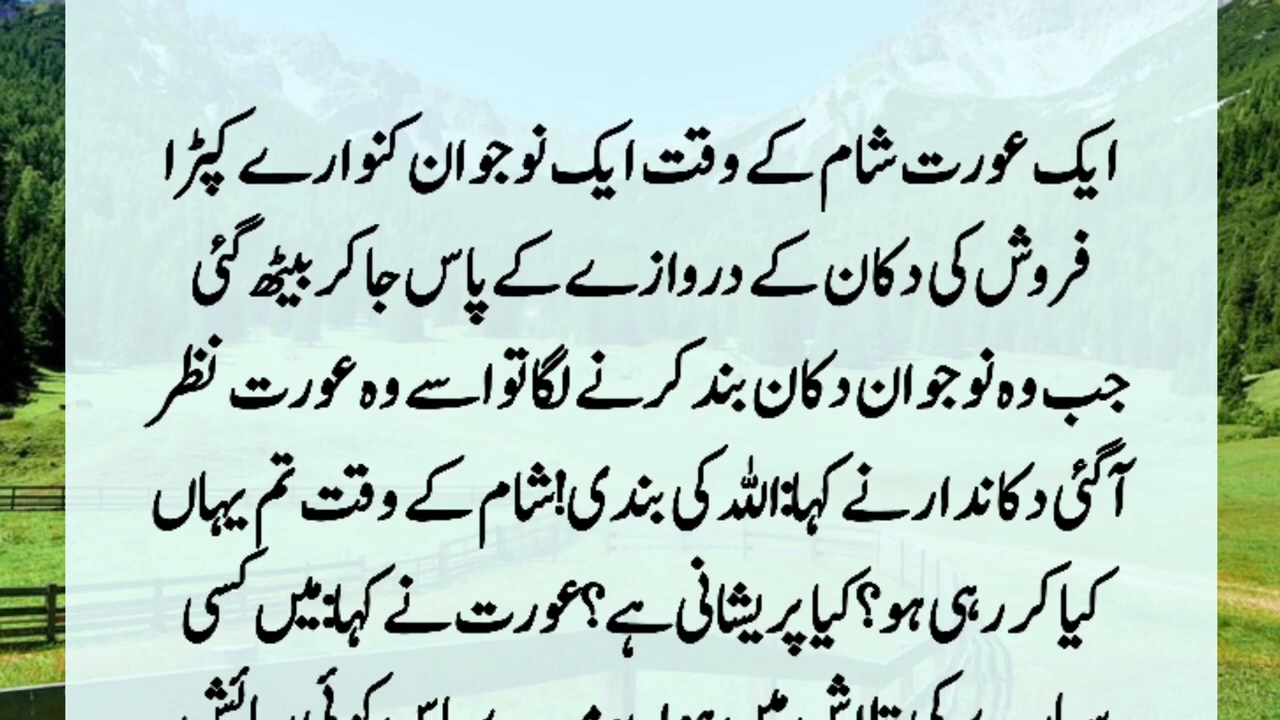 ایک عورت شام کے وقت ایک نوجوان کنوارے کپڑا
فروش کی دکان کے دروازے کے پاس جا کر بیٹھ گئی
جب وہ نوجوان دکان بند کرنے لگا تو اسے وہ عورت نظر
آگئی دکاندار نے کہا:اللہ کی بندی!شام کے وقت تم یہاں
کیا کر رہی ہو؟کیا پریشانی ہے؟عورت نے کہا:میں کسی